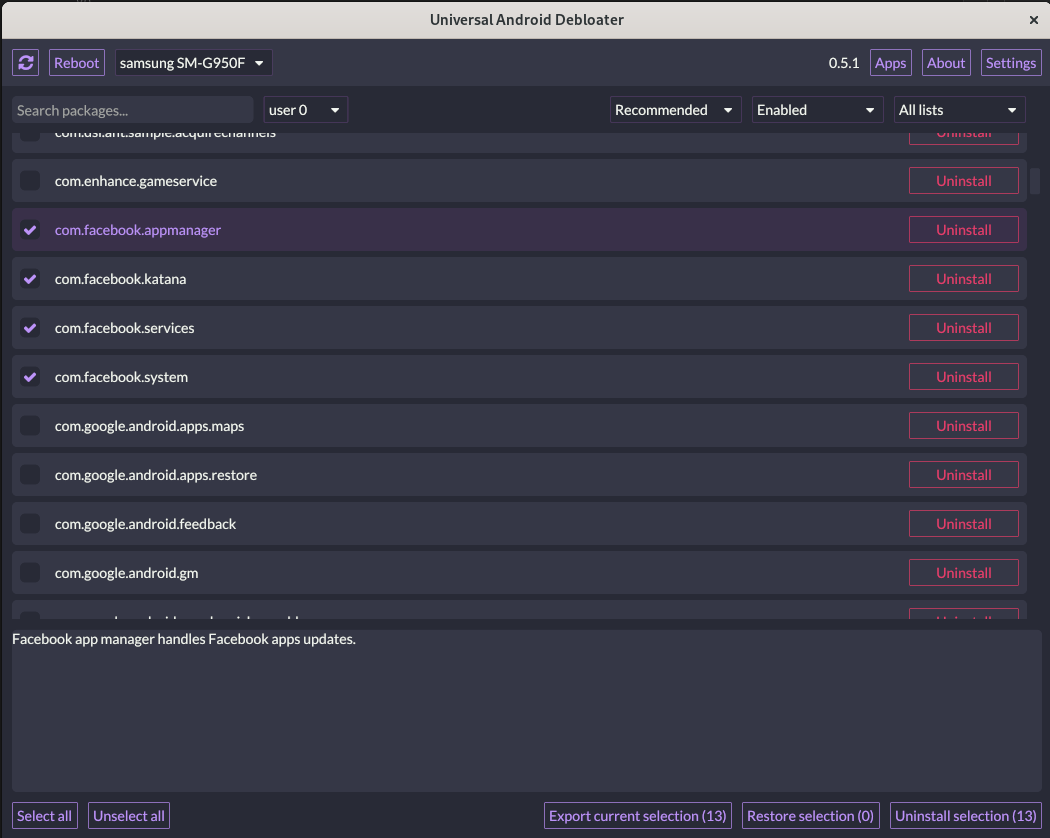 Universal Android Debloater
Reboot samsung SM-G950F 0.5.1 Apps About Settings
Search packages... user 0 Recommended Enabled All lists
com.dsi.ant.sample.acquirechannels Uninstall
com.enhance.gameservice Uninstall
com.facebook.appmanager Uninstall
com.facebook.katana Uninstall
com.facebook.services Uninstall
com.facebook.system Uninstall
com.google.android.apps.maps Uninstall
com.google.android.apps.restore Uninstall
com.google.android.feedback Uninstall
com.google.android.gm Uninstall
Uninstall
Facebook app manager handles Facebook apps updates.
Select all Unselect all Export current selection (13) Restore selection (0) Uninstall selection (13)